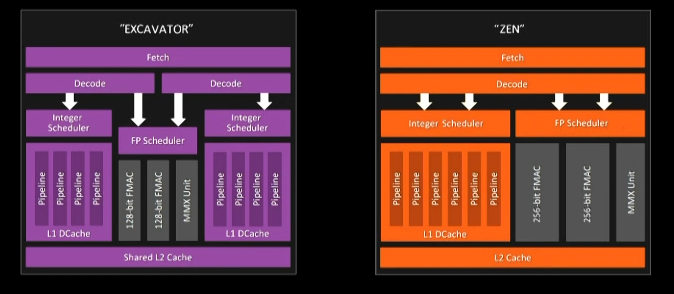 "EXCAVATOR"
Fetch
Decode
Decode
Integer
Scheduler
FP Scheduler
Integer
Scheduler
Pipeline
Pipeline
Pipeline
Pipeline
L1 DCache
128-bit FMAC
128-bit FMAC
MMX Unit
Pipeline
Pipeline
Pipeline
Pipeline
L1 DCache
Shared L2 Cache
"ZEN"
Fetch
Decode
Integer Scheduler
FP Scheduler
Pipeline
Pipeline
Pipeline
Pipeline
Pipeline
Pipeline
L1 DCache
256-bit FMAC
256-bit FMAC
MMX Unit
L2 Cache